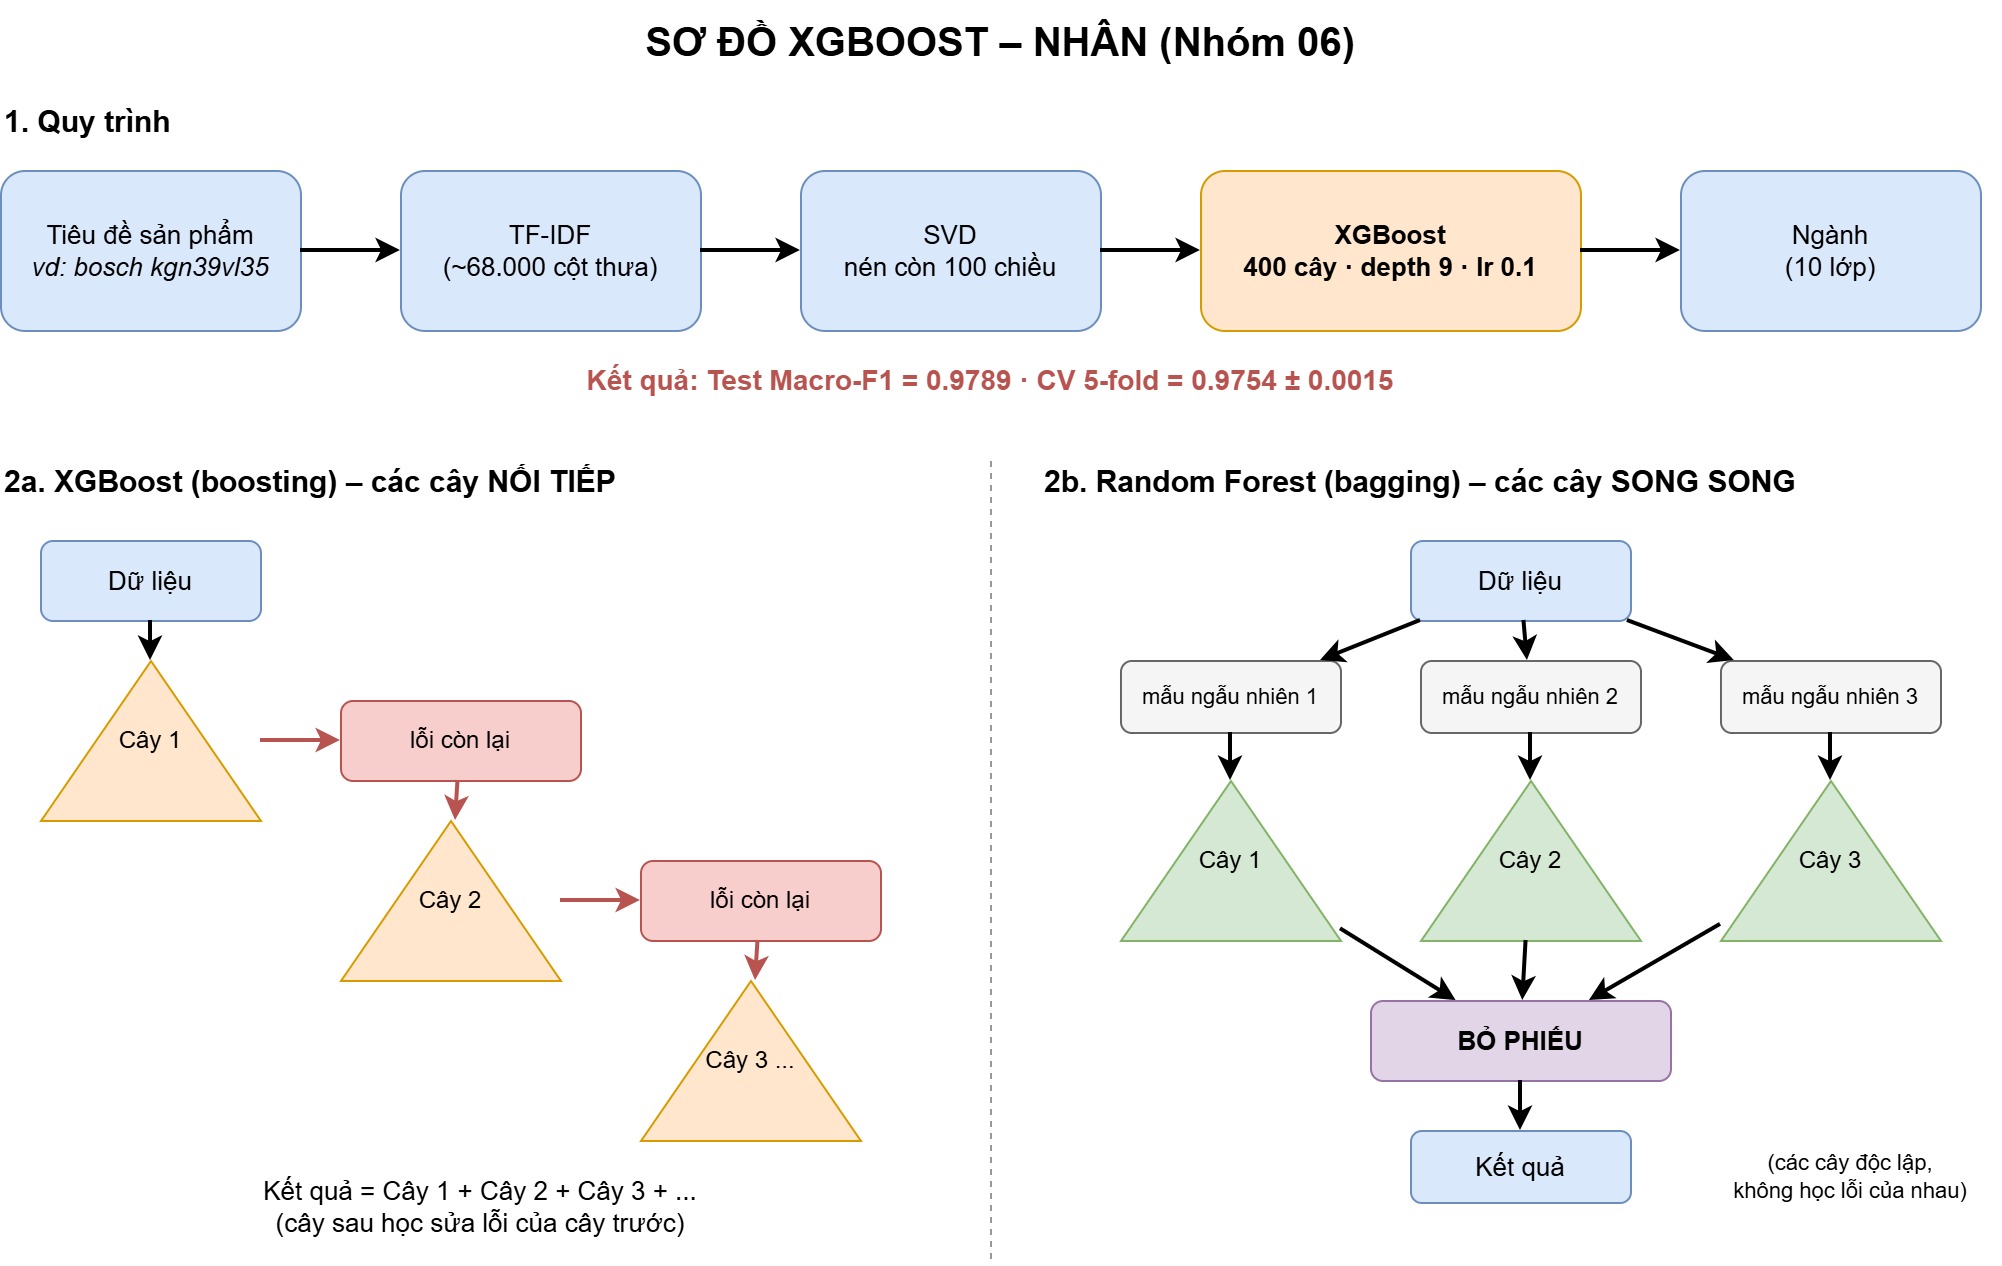 SƠ ĐỒ XGBOOST – NHÂN (Nhóm 06)
1. Quy trình
Tiêu đề sản phẩm
vd: bosch kgn39vl35
TF-IDF
(~68.000 cột thưa)
SVD
nén còn 100 chiều
XGBoost
400 cây · depth 9 · lr 0.1
Ngành
(10 lớp)
Kết quả: Test Macro-F1 = 0.9789 · CV 5-fold = 0.9754 ± 0.0015
2a. XGBoost (boosting) – các cây NỐI TIẾP
Dữ liệu
Cây 1
lỗi còn lại
Cây 2
lỗi còn lại
Cây 3 ...
Kết quả = Cây 1 + Cây 2 + Cây 3 + ...
(cây sau học sửa lỗi của cây trước)
2b. Random Forest (bagging) – các cây SONG SONG
Dữ liệu
mẫu ngẫu nhiên 1
mẫu ngẫu nhiên 2
mẫu ngẫu nhiên 3
Cây 1
Cây 2
Cây 3
BỎ PHIẾU
Kết quả
(các cây độc lập,
không học lỗi của nhau)